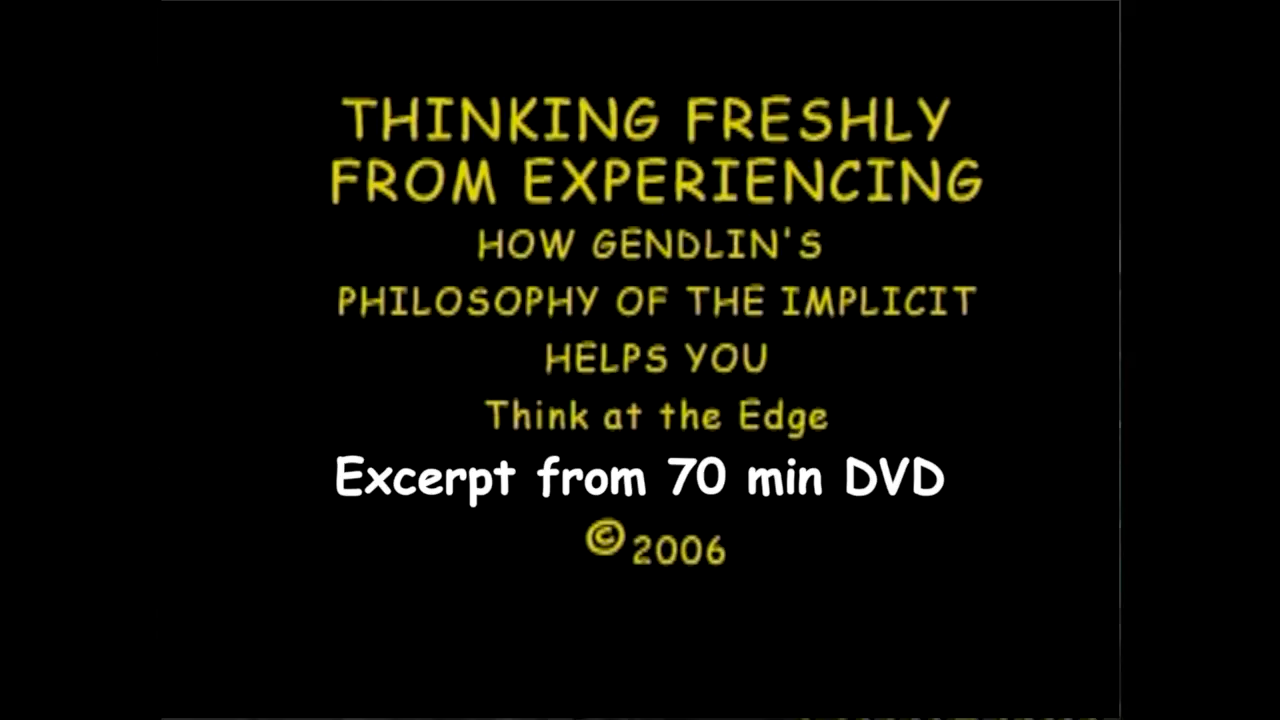 THINKING FRESHLY
FROM EXPERIENCING
HOW GENDLIN'S
PHILOSOPHY OF THE IMPLICIT
HELPS YOU
Think at the Edge
Excerpt from 70 min DVD
©2006